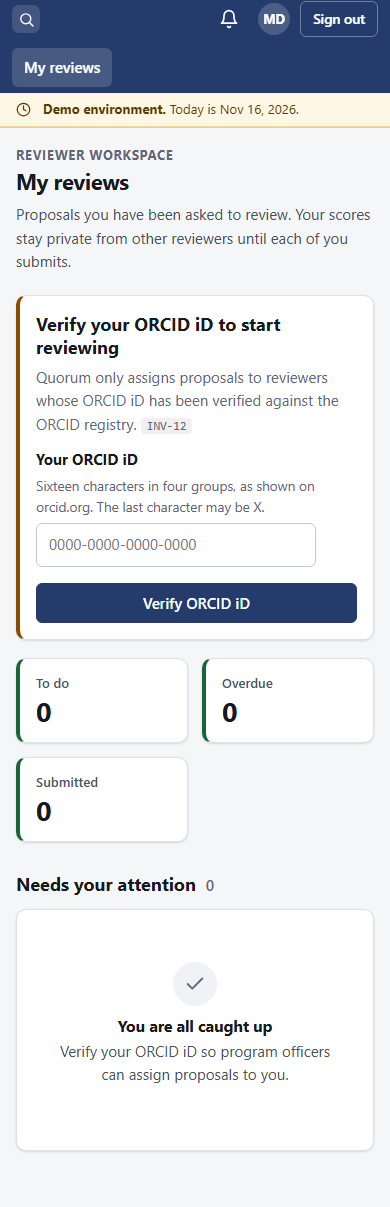 MD
Sign out
My reviews
Demo environment. Today is Nov 16, 2026.
REVIEWER WORKSPACE
My reviews
Proposals you have been asked to review. Your scores
stay private from other reviewers until each of you
submits.
Verify your ORCID iD to start
reviewing
Quorum only assigns proposals to reviewers
whose ORCID iD has been verified against the
ORCID registry. INV-12
Your ORCID iD
Sixteen characters in four groups, as shown on
orcid.org. The last character may be X.
0000-0000-0000-0000
Verify ORCID iD
To do
0
Overdue
0
Submitted
0
Needs your attention 0
You are all caught up
Verify your ORCID iD so program officers
can assign proposals to you.